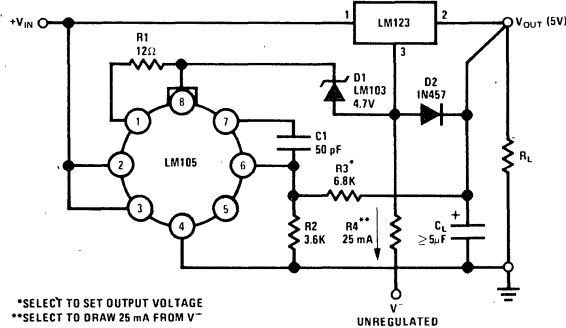 +VIN
1
LM123
2
VOUT (5V)
3
R1
12Ω
D1
LM103
4.7V
D2
IN457
8
1
7
C1
50 pF
2
LM105
6
R3*
6.8K
RL
3
5
4
R2
3.6K
R4**
25 mA
+
CL
≥5µF
V−
UNREGULATED
*SELECT TO SET OUTPUT VOLTAGE
**SELECT TO DRAW 25 mA FROM V−